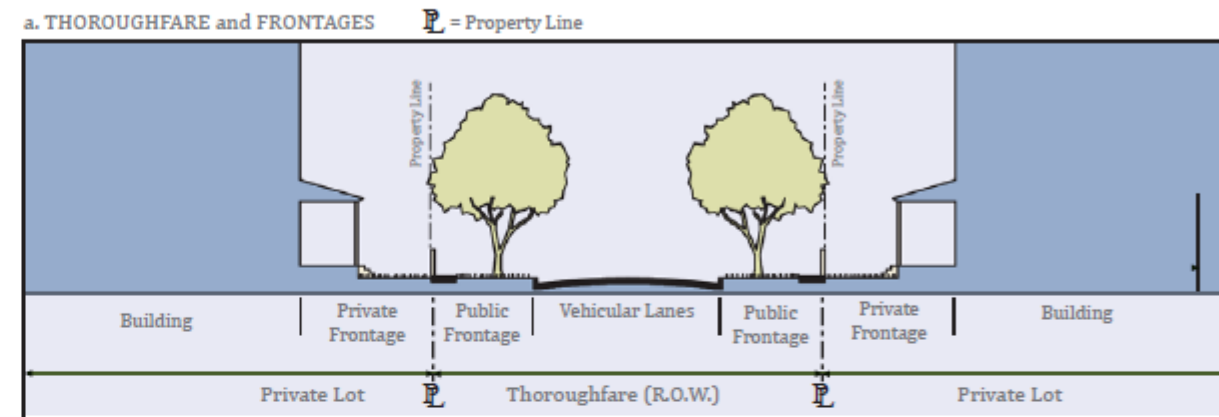 a. THOROUGHFARE and FRONTAGES PL = Property Line
Property Line
Property Line
Building
Private
Frontage
Public
Frontage
Vehicular Lanes
Public
Frontage
Private
Frontage
Building
Private Lot PL Thoroughfare (R.O.W.) PL Private Lot